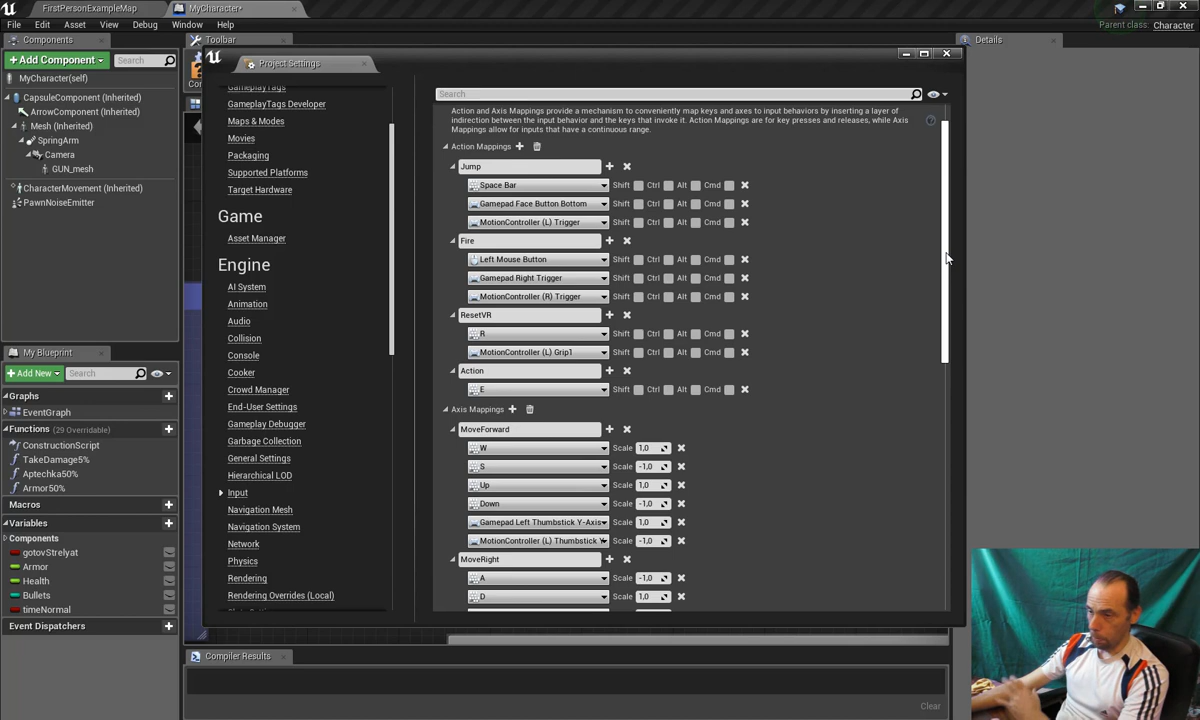 FirstPersonExampleMap
MyCharacter*
File Edit Asset View Debug Window Help
Parent class: Character
Components
Toolbar
Details
Add Component
Search
MyCharacter(self)
CapsuleComponent (Inherited)
ArrowComponent (Inherited)
Mesh (Inherited)
SpringArm
Camera
GUN_mesh
CharacterMovement (Inherited)
PawnNoiseEmitter
My Blueprint
Add New
Search
Graphs
EventGraph
Functions (29 Overridable)
ConstructionScript
TakeDamage5%
Aptechka50%
Armor50%
Macros
Variables
Components
gotovStrelyat
Armor
Health
Bullets
timeNormal
Event Dispatchers
Project Settings
GameplayTags
GameplayTags Developer
Maps & Modes
Movies
Packaging
Supported Platforms
Target Hardware
Game
Asset Manager
Engine
AI System
Animation
Audio
Collision
Console
Cooker
Crowd Manager
End-User Settings
Gameplay Debugger
Garbage Collection
General Settings
Hierarchical LOD
Input
Navigation Mesh
Navigation System
Network
Physics
Rendering
Rendering Overrides (Local)
Search
Action and Axis Mappings provide a mechanism to conveniently map keys and axes to input behaviors by inserting a layer of
indirection between the input behavior and the keys that invoke it. Action Mappings are for key presses and releases, while Axis
Mappings allow for inputs that have a continuous range.
Action Mappings
Jump
Space Bar Shift Ctrl Alt Cmd
Gamepad Face Button Bottom Shift Ctrl Alt Cmd
MotionController (L) Trigger Shift Ctrl Alt Cmd
Fire
Left Mouse Button Shift Ctrl Alt Cmd
Gamepad Right Trigger Shift Ctrl Alt Cmd
MotionController (R) Trigger Shift Ctrl Alt Cmd
ResetVR
R Shift Ctrl Alt Cmd
MotionController (L) Grip1 Shift Ctrl Alt Cmd
Action
E Shift Ctrl Alt Cmd
Axis Mappings
MoveForward
W Scale 1,0
S Scale -1,0
Up Scale 1,0
Down Scale -1,0
Gamepad Left Thumbstick Y-Axis Scale 1,0
MotionController (L) Thumbstick Y Scale -1,0
MoveRight
A Scale -1,0
D Scale 1,0
Compiler Results
Clear